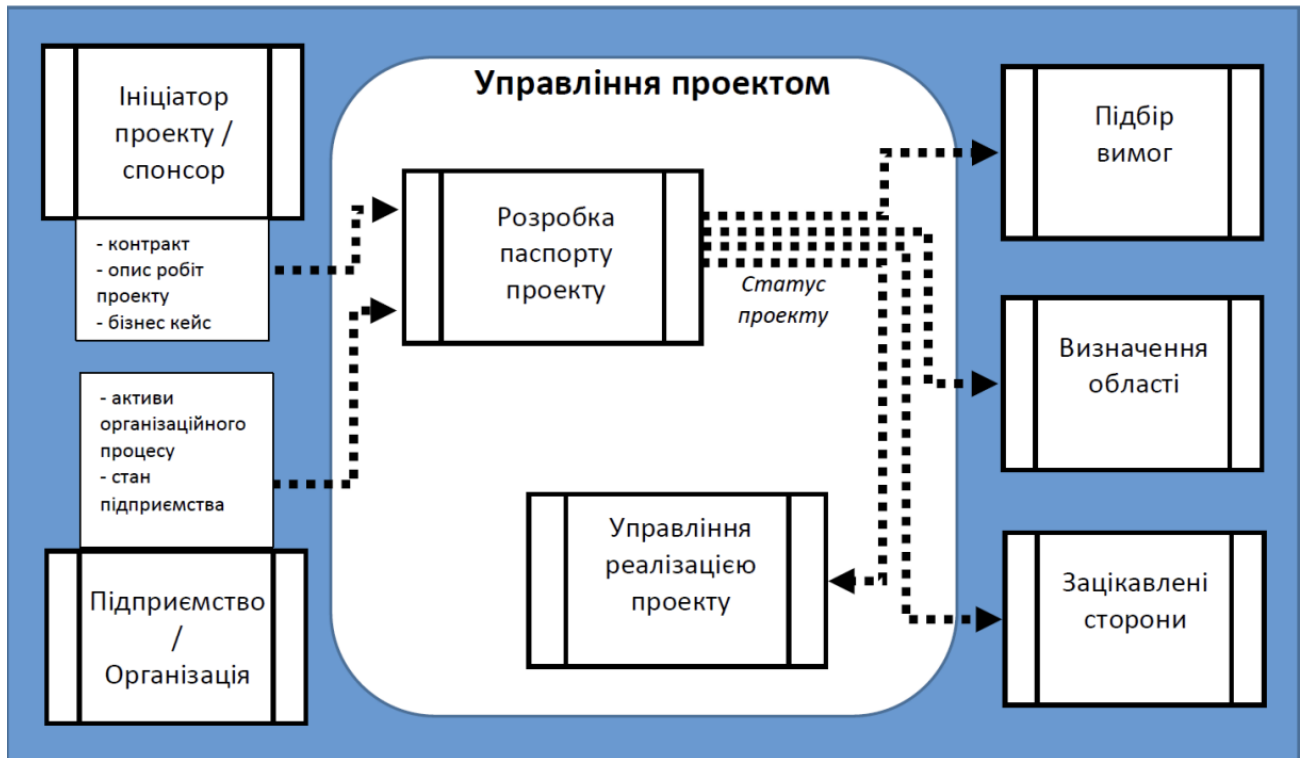 Управління проектом
Ініціатор
проекту /
спонсор
- контракт
- опис робіт
проекту
- бізнес кейс
- активи
організаційного
процесу
- стан
підприємства
Підприємство
/
Організація
Розробка
паспорту
проекту
Статус
проекту
Управління
реалізацією
проекту
Підбір
вимог
Визначення
області
Зацікавлені
сторони